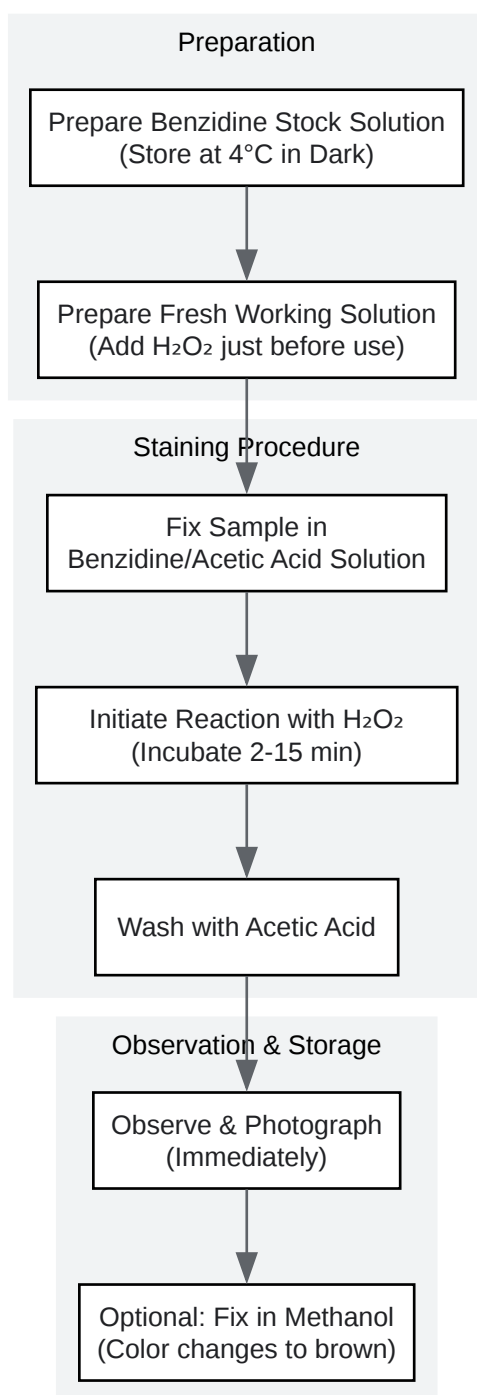 Preparation
Prepare Benzidine Stock Solution
(Store at 4°C in Dark)
Prepare Fresh Working Solution
(Add H₂O₂ just before use)
Staining Procedure
Fix Sample in
Benzidine/Acetic Acid Solution
Initiate Reaction with H₂O₂
(Incubate 2-15 min)
Wash with Acetic Acid
Observation & Storage
Observe & Photograph
(Immediately)
Optional: Fix in Methanol
(Color changes to brown)